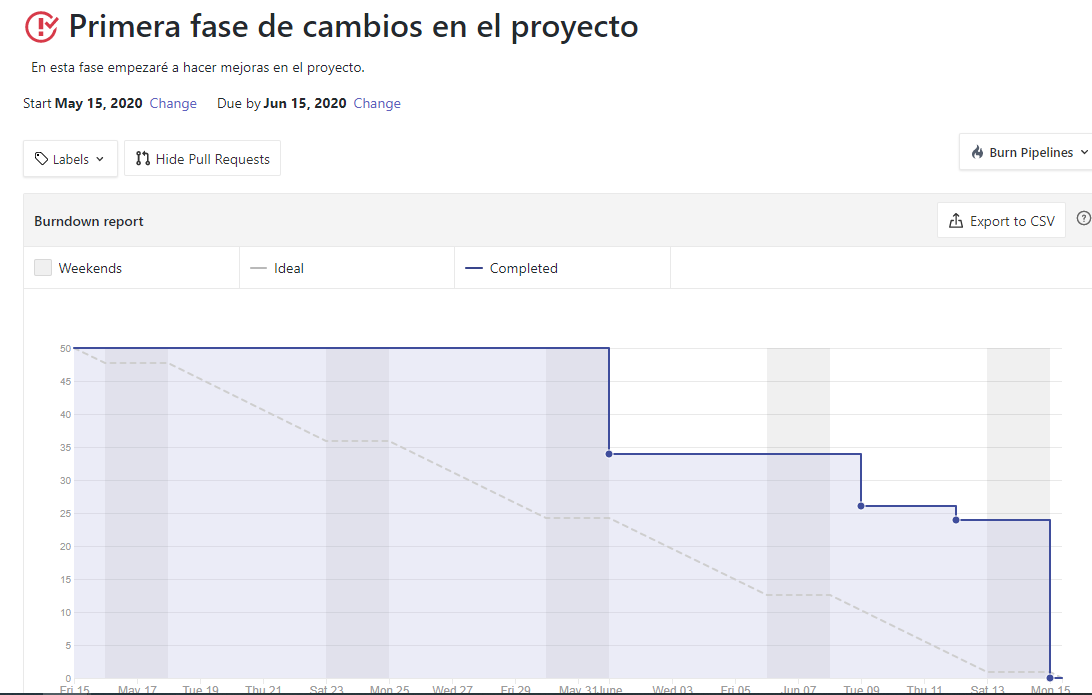 Primera fase de cambios en el proyecto
En esta fase empezaré a hacer mejoras en el proyecto.
Start May 15, 2020 Change Due by Jun 15, 2020 Change
Labels Hide Pull Requests Burn Pipelines
Burndown report Export to CSV
Weekends Ideal Completed
50
45
40
35
30
25
20
15
10
5
0
Fri 15 May 17 Tue 19 Thu 21 Sat 23 Mon 25 Wed 27 Fri 29 May 31 June Wed 03 Fri 05 Jun 07 Tue 09 Thu 11 Sat 13 Mon 15